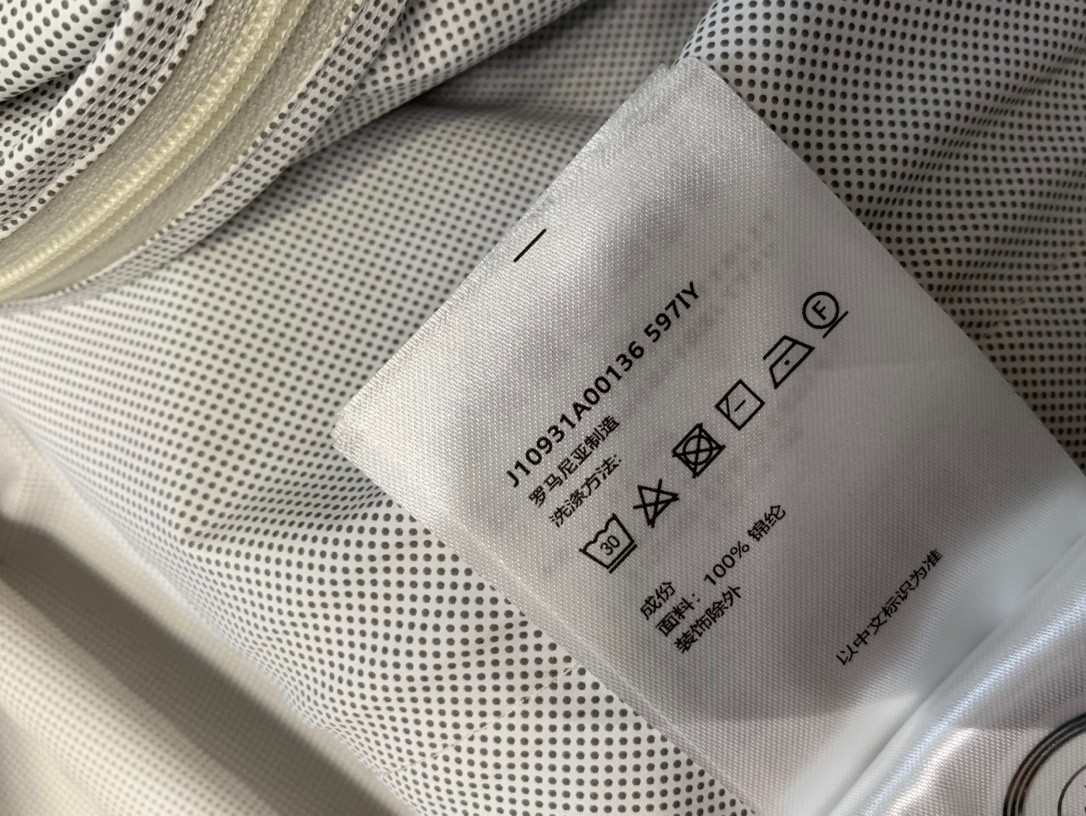 J10931A00136 597IY
罗马尼亚制造
洗涤方法:
30
F
成份
面料: 100% 锦纶
装饰除外
以中文标识为准